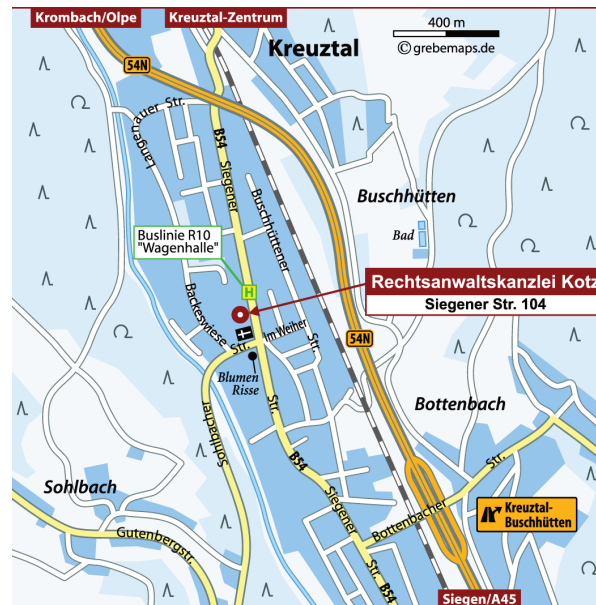 Krombach/Olpe
Kreuztal-Zentrum
400 m
Kreuztal
© grebemaps.de
54N
Langenauer Str.
B54
Siegener
Buschhüttener
Str.
Buschhütten
Bad
Buslinie R10
"Wagenhalle"
H
Rechtsanwaltskanzlei Kotz
Siegener Str. 104
Backeswiese
Str.
Im Weiher
54N
Blumen
Risse
Sohlbacher
Str.
B54
Bottenbach
Siegener
Str.
Bottenbacher
Str.
Sohlbach
Gutenbergstr.
Kreuztal-
Buschhütten
B54
Siegen/A45